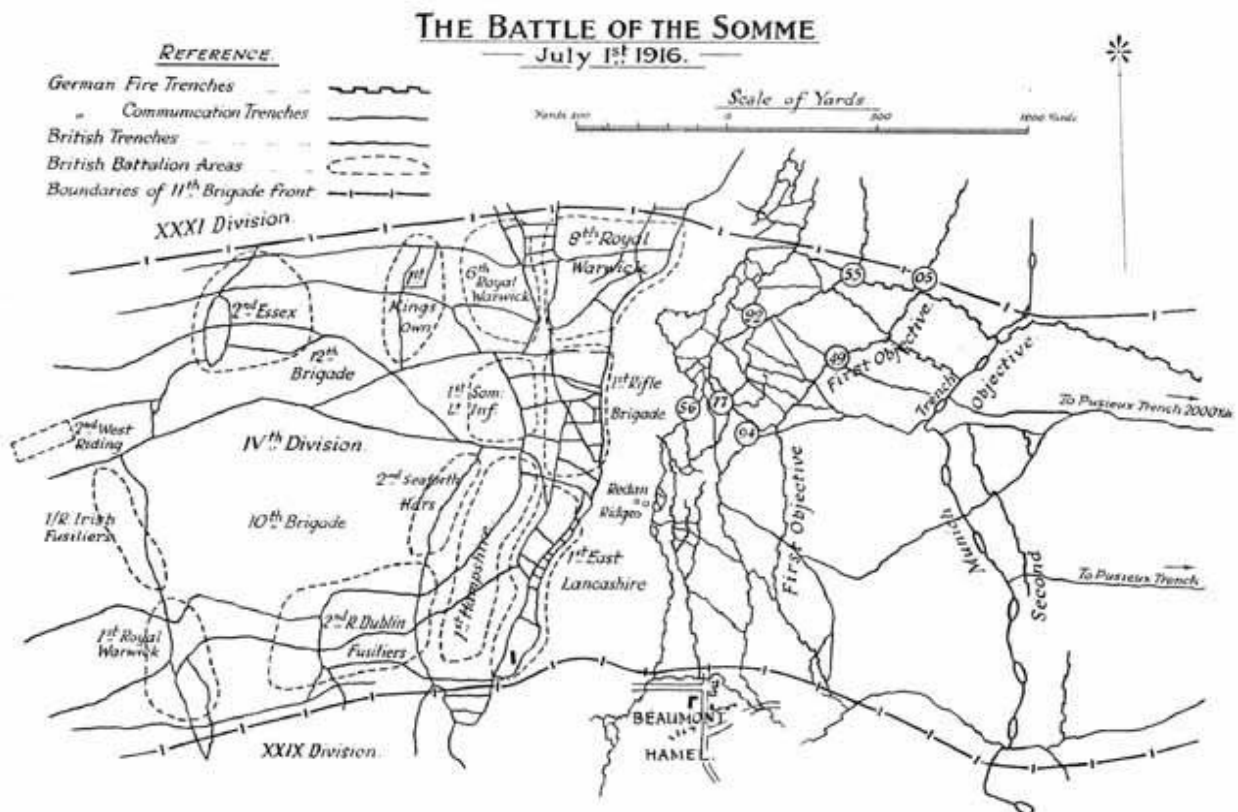 THE BATTLE OF THE SOMME
July 1st 1916.
REFERENCE.
German Fire Trenches
" Communication Trenches
British Trenches
British Battalion Areas
Boundaries of 11th Brigade Front
Scale of Yards
Yards 500 0 500 1000 Yards
XXXI Division.
8th Royal
Warwick
6th
Royal
Warwick
1st
Kings
Own
2nd Essex
12th
Brigade
1st Som:
Lt Inf.
1st Rifle
Brigade
2nd West
Riding
IVth Division.
2nd Seaforth
Hdrs
10th Brigade
1/R. Irish
Fusiliers
1st Hampshire
1st East
Lancashire
2nd R. Dublin
Fusiliers
1st Royal
Warwick
XXIX Division.
Redan
Ridges
55
05
92
89
56
77
94
First Objective
Trench
Objective
To Pusieux Trench 2000 Yds
First Objective
Munich
Second
To Pusieux Trench
BEAUMONT
HAMEL.